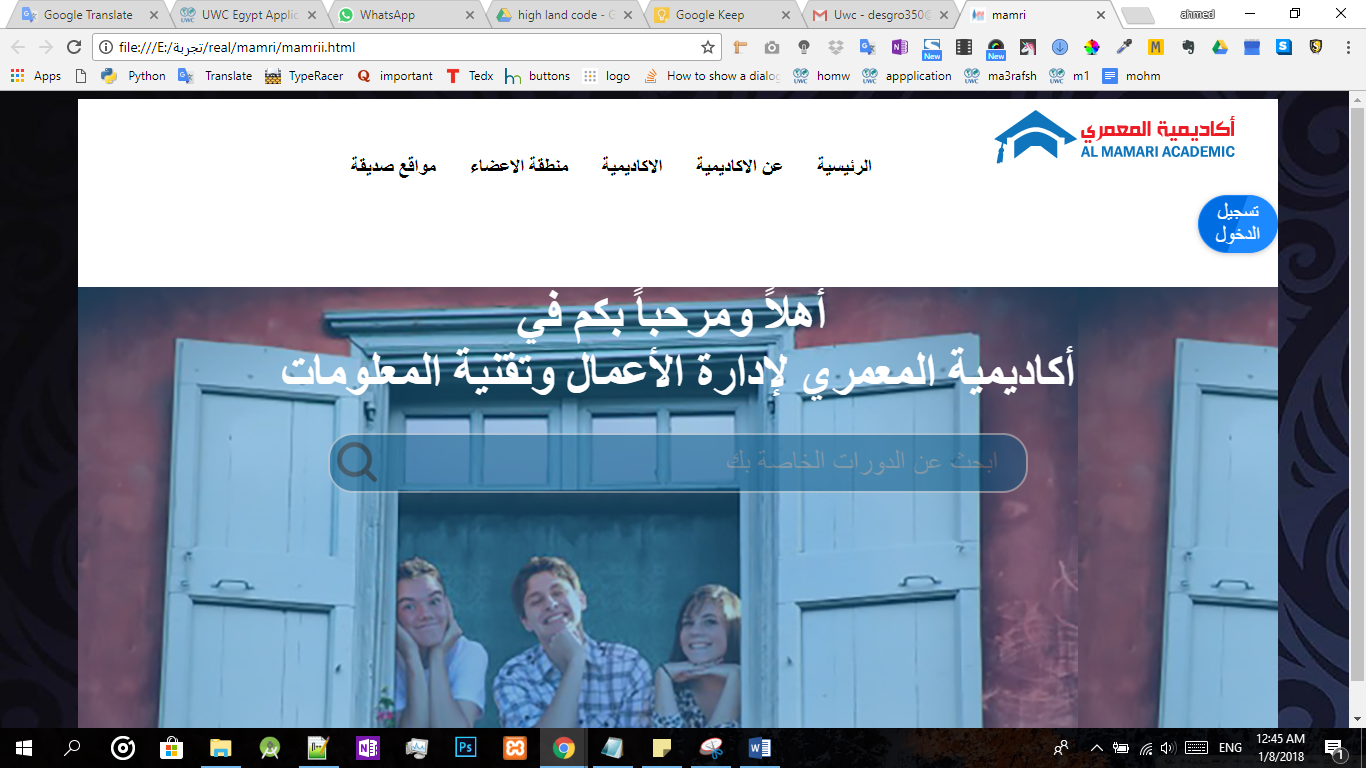 Google Translate
UWC Egypt Applic
WhatsApp
high land code - G
Google Keep
Uwc - desgro350@
mamri
ahmed
file:///E:/تجربة/real/mamri/mamrii.html
New
New
Apps
Python
Translate
TypeRacer
important
Tedx
buttons
logo
How to show a dialog
homw
appplication
ma3rafsh
m1
mohm
أكاديمية المعمري
AL MAMARI ACADEMIC
الرئيسية عن الاكاديمية الاكاديمية منطقة الاعضاء مواقع صديقة
تسجيل
الدخول
أهلاً ومرحباً بكم في
أكاديمية المعمري لإدارة الأعمال وتقنية المعلومات
ابحث عن الدورات الخاصة بك
ENG
12:45 AM
1/8/2018
1